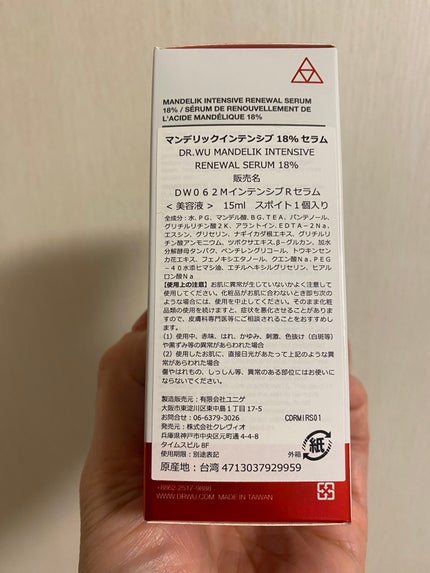 MANDELIK INTENSIVE RENEWAL SERUM
18% / SÉRUM DE RENOUVELLEMENT DE
L'ACIDE MANDÉLIQUE 18%
マンデリックインテンシブ 18% セラム
DR.WU MANDELIK INTENSIVE
RENEWAL SERUM 18%
販売名
DW062MインテンシブRセラム
< 美容液 > 15ml スポイト1個入り
全成分：水、PG、マンデル酸、BG、TEA、パンテノール、
グリチルリチン酸2K、アラントイン、EDTA-2Na、
エスシン、グリセリン、ナギイカダ根エキス、グリチルリ
チン酸アンモニウム、ツボクサエキス、β-グルカン、加水
分解酵母タンパク、ペンチレングリコール、トウキンセン
カ花エキス、フェノキシエタノール、クエン酸Na、PEG
-40水添ヒマシ油、エチルヘキシルグリセリン、ヒアル
ロン酸Na
【使用上の注意】お肌に異常が生じていないかよく注意して
使用してください。化粧品がお肌に合わないとき即ち次の
ような場合には、使用を中止してください。そのまま化粧
品類の使用を続けますと、症状を悪化させることがありま
すので、皮膚科専門医等にご相談されることをおすすめし
ます。
(1) 使用中、赤味、はれ、かゆみ、刺激、色抜け (白斑等)
や黒ずみ等の異常があらわれた場合
(2) 使用したお肌に、直接日光があたって上記のような異
常があらわれた場合
傷やはれもの、しっしん等、異常のある部位にはお使いに
ならないでください。
製造販売元：有限会社ユニゲ
大阪市東淀川区東中島1丁目17-5
お問合せ：06-6379-3026
CDRMIRS01
発売元：株式会社クレヴィオ
兵庫県神戸市中央区元町通4-4-8
タイムスビル 8F
使用期限：別途表記
外箱
紙
原産地：台湾 4713037929959
+8862-2517-9888
WWW.DRWU.COM MADE IN TAIWAN